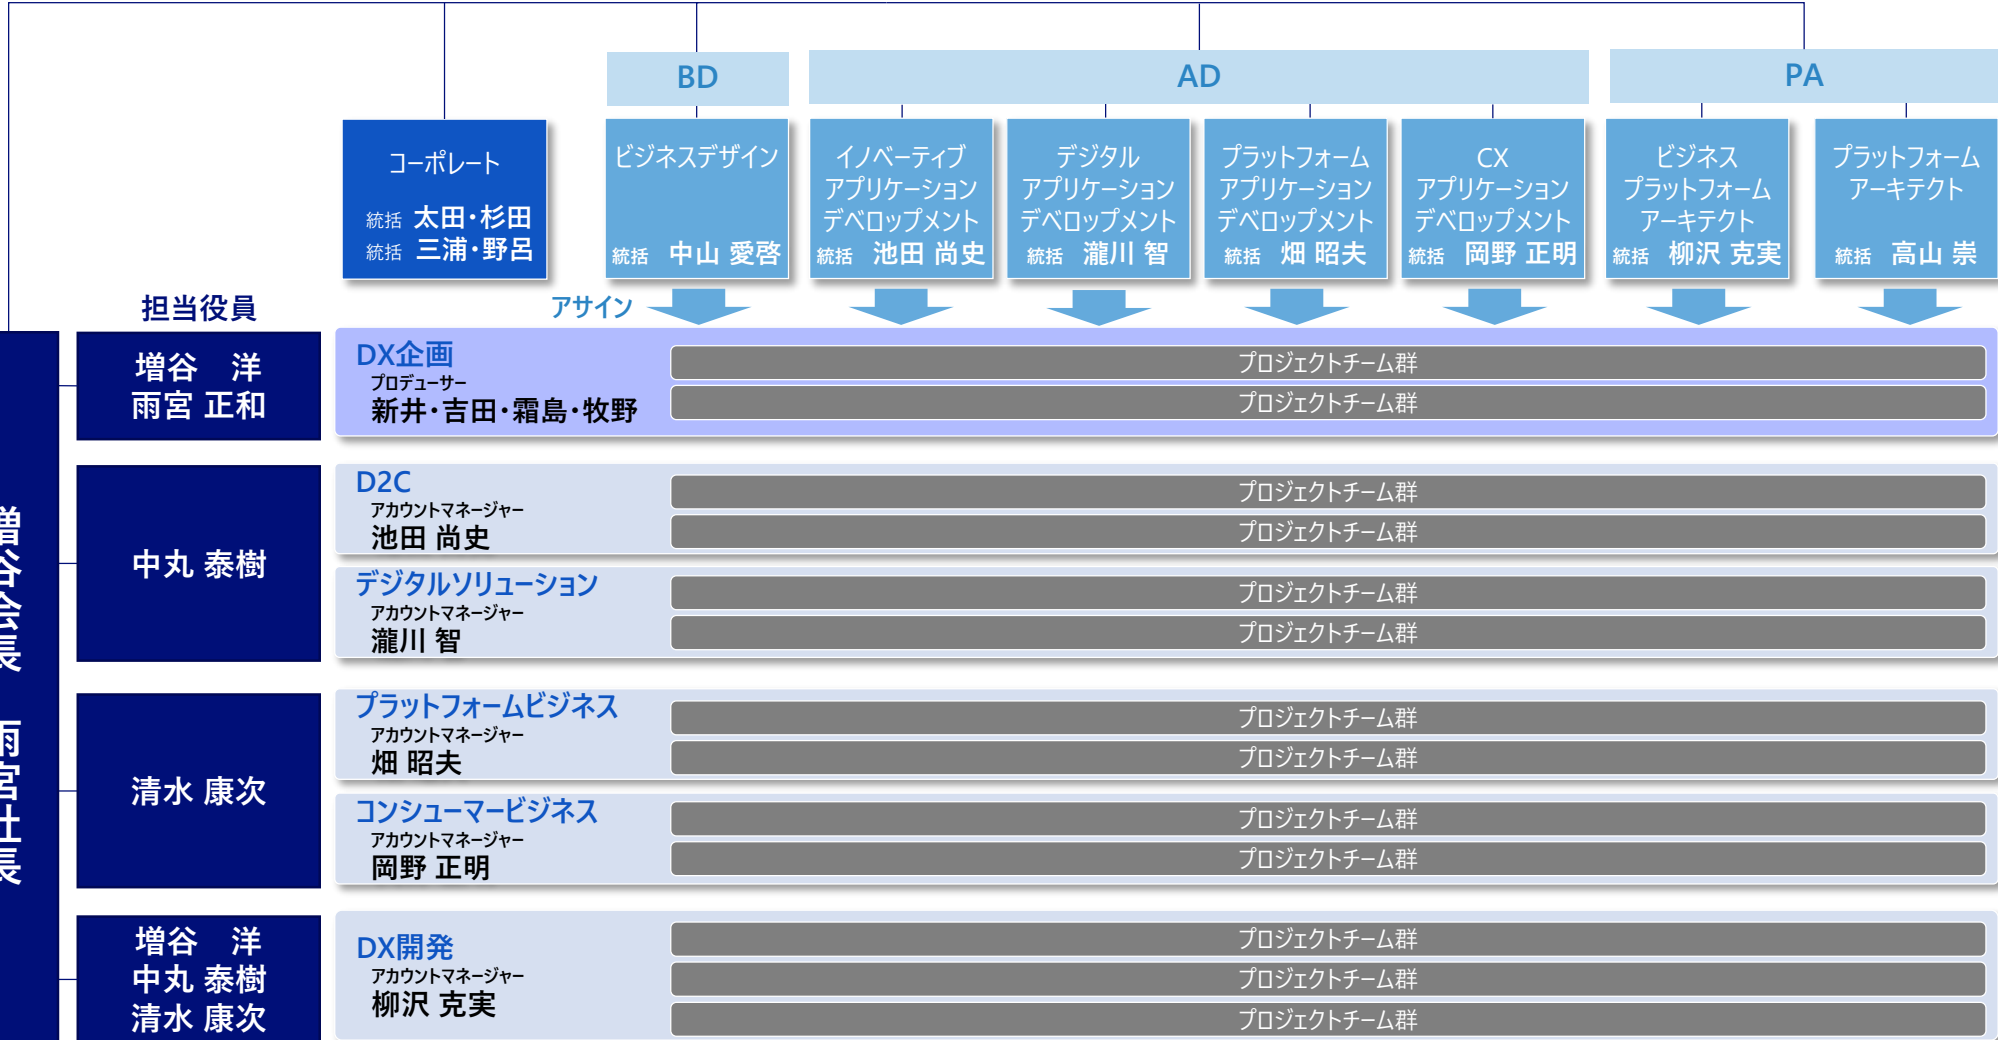 BD
AD
PA
コーポレート
統括 太田・杉田
統括 三浦・野呂
ビジネスデザイン
統括 中山 愛啓
イノベーティブ
アプリケーション
デベロップメント
統括 池田 尚史
デジタル
アプリケーション
デベロップメント
統括 瀧川 智
プラットフォーム
アプリケーション
デベロップメント
統括 畑 昭夫
CX
アプリケーション
デベロップメント
統括 岡野 正明
ビジネス
プラットフォーム
アーキテクト
統括 柳沢 克実
プラットフォーム
アーキテクト
統括 高山 崇
担当役員
アサイン
増谷会長 雨宮社長
増谷 洋
雨宮 正和
DX企画
プロデューサー
新井・吉田・霜島・牧野
プロジェクトチーム群
プロジェクトチーム群
中丸 泰樹
D2C
アカウントマネージャー
池田 尚史
プロジェクトチーム群
プロジェクトチーム群
デジタルソリューション
アカウントマネージャー
瀧川 智
プロジェクトチーム群
プロジェクトチーム群
清水 康次
プラットフォームビジネス
アカウントマネージャー
畑 昭夫
プロジェクトチーム群
プロジェクトチーム群
コンシューマービジネス
アカウントマネージャー
岡野 正明
プロジェクトチーム群
プロジェクトチーム群
増谷 洋
中丸 泰樹
清水 康次
DX開発
アカウントマネージャー
柳沢 克実
プロジェクトチーム群
プロジェクトチーム群
プロジェクトチーム群